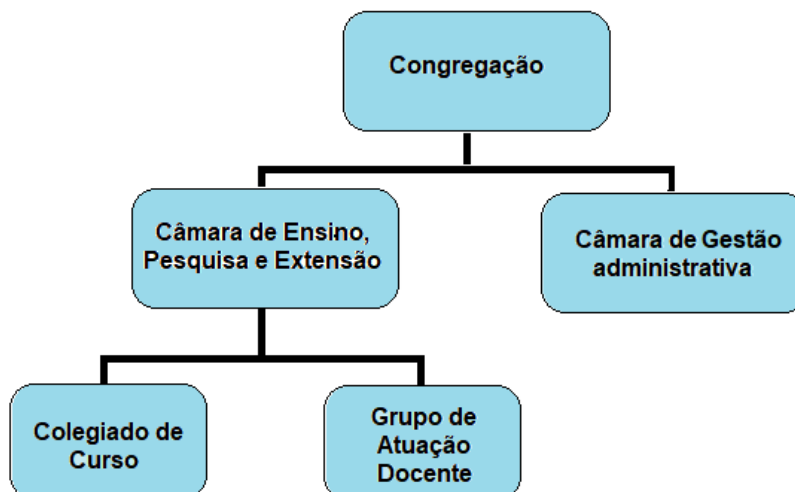 Congregação
Câmara de Ensino,
Pesquisa e Extensão
Câmara de Gestão
administrativa
Colegiado de
Curso
Grupo de
Atuação
Docente